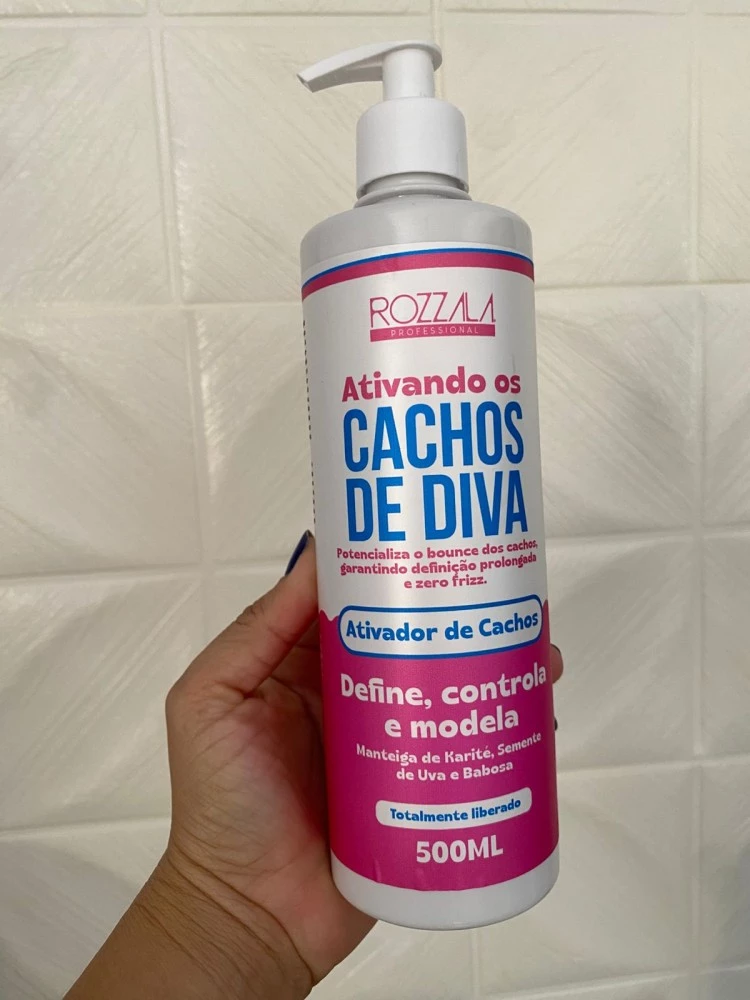 ROZZALA
PROFESSIONAL
Ativando os
CACHOS
DE DIVA
Potencializa o bounce dos cachos,
garantindo definição prolongada
e zero frizz.
Ativador de Cachos
Define, controla
e modela
Manteiga de Karité, Semente
de Uva e Babosa
Totalmente liberado
500ML